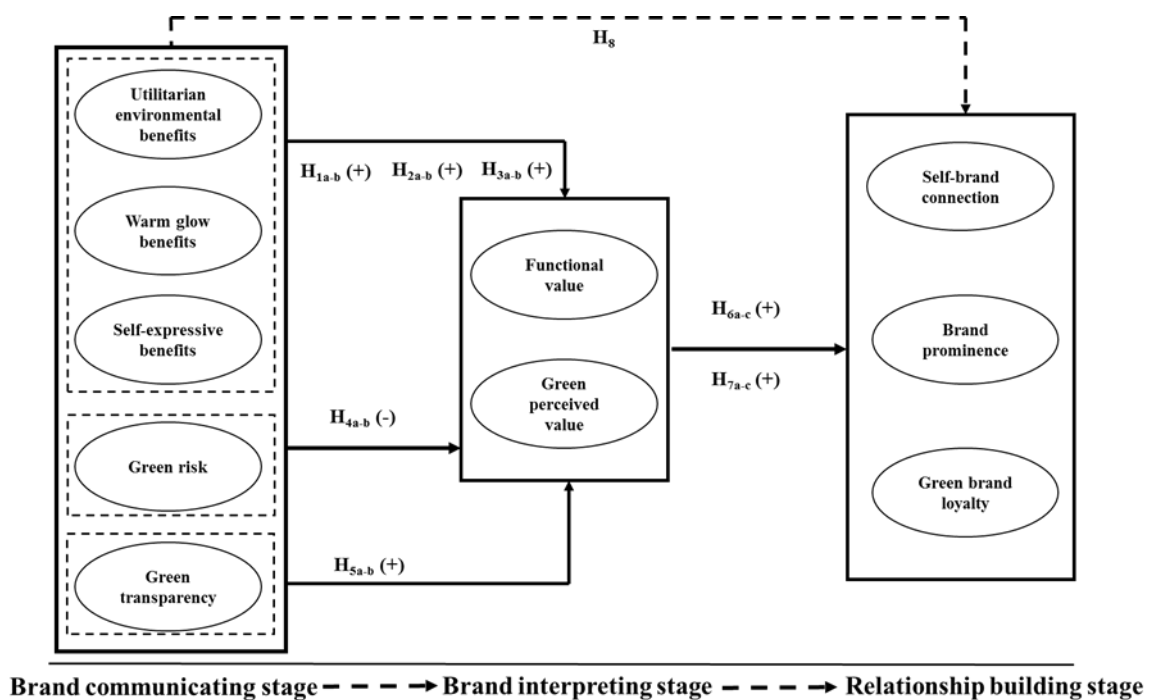 H8
Utilitarian
environmental
benefits
Warm glow
benefits
Self-expressive
benefits
Green risk
Green
transparency
H1a-b (+) H2a-b (+) H3a-b (+)
H4a-b (-)
H5a-b (+)
Functional
value
Green
perceived
value
H6a-c (+)
H7a-c (+)
Self-brand
connection
Brand
prominence
Green brand
loyalty
Brand communicating stage Brand interpreting stage Relationship building stage